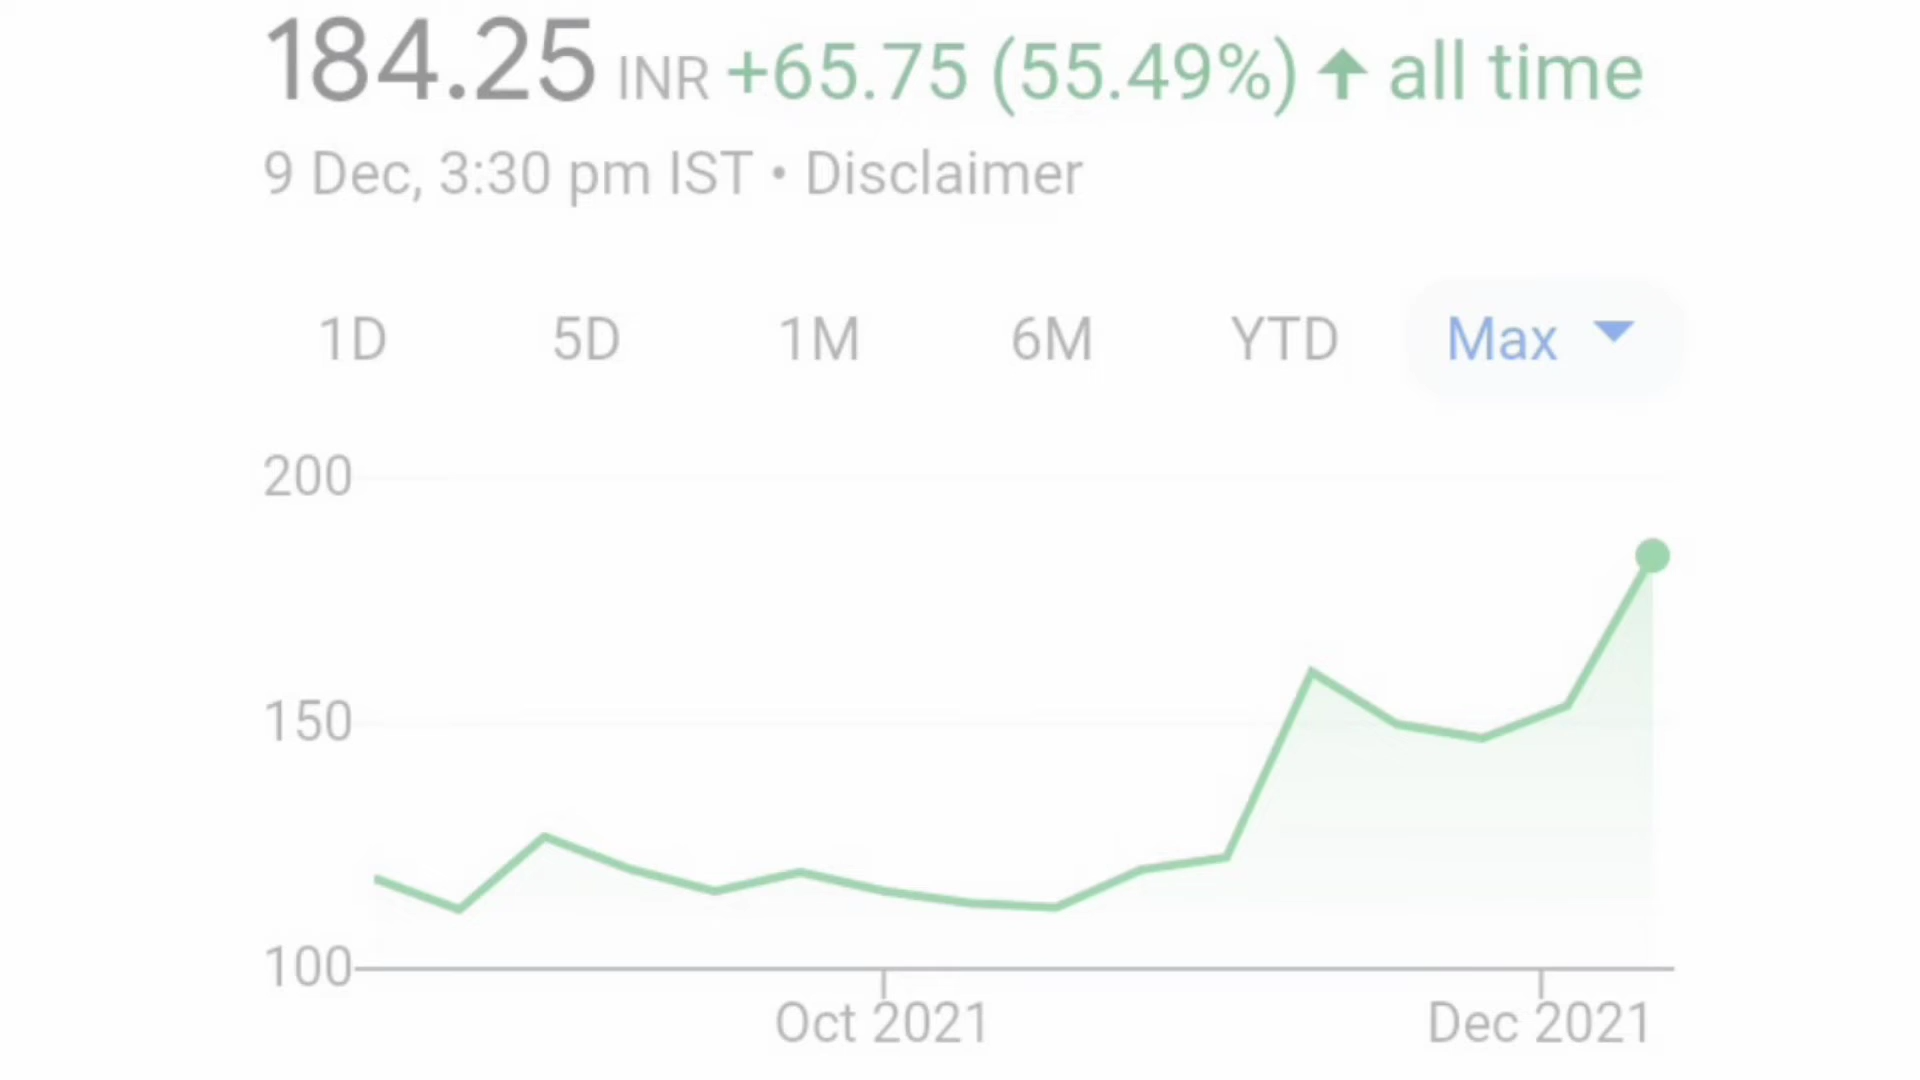 184.25 INR +65.75 (55.49%) ↑ all time
9 Dec, 3:30 pm IST • Disclaimer
1D 5D 1M 6M YTD Max
200
150
100
Oct 2021 Dec 2021